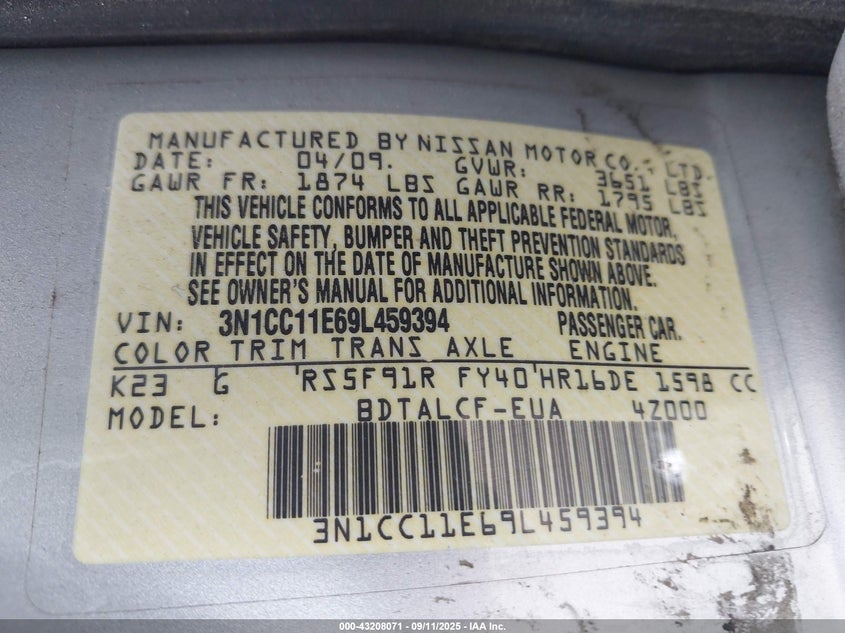 MANUFACTURED BY NISSAN MOTOR CO., LTD.
DATE: 04/09. GVWR: 3651 LBS
GAWR FR: 1874 LBS GAWR RR: 1795 LBS
THIS VEHICLE CONFORMS TO ALL APPLICABLE FEDERAL MOTOR,
VEHICLE SAFETY, BUMPER AND THEFT PREVENTION STANDARDS
IN EFFECT ON THE DATE OF MANUFACTURE SHOWN ABOVE.
SEE OWNER'S MANUAL FOR ADDITIONAL INFORMATION.
VIN: 3N1CC11E69L459394 PASSENGER CAR.
COLOR TRIM TRANS AXLE ENGINE
K23 G RS5F91R FY40 HR16DE 1598 CC
MODEL: BDTALCF-EUA 4Z000
3N1CC11E69L459394
000-43208071 - 09/11/2025 - IAA Inc.